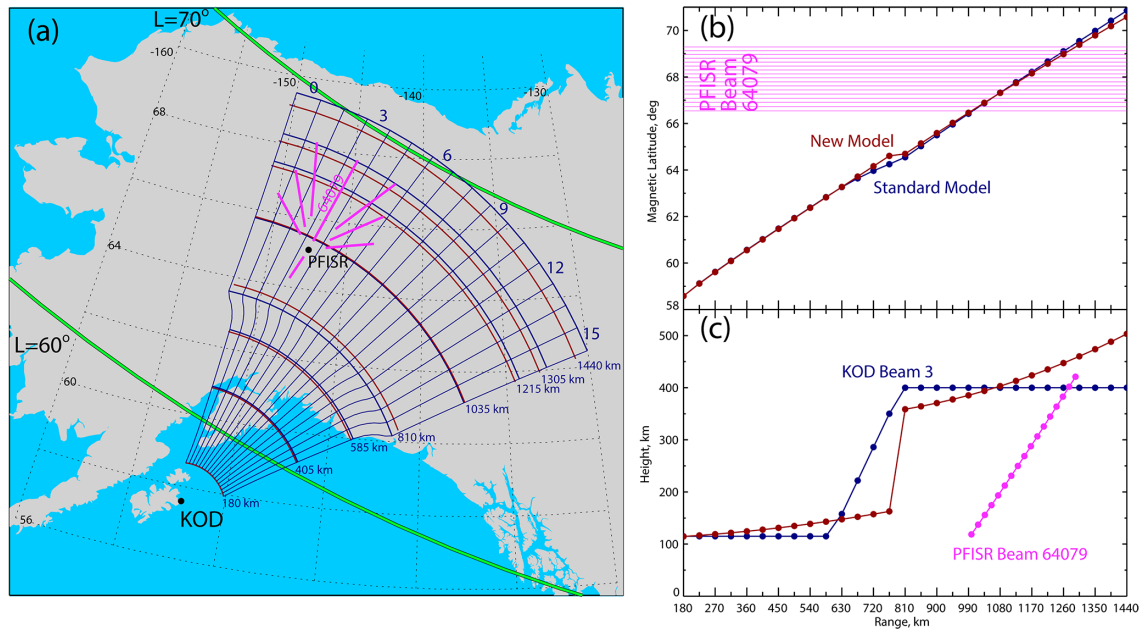 (a)
L=70°
-160
-150
-140
-130
0
3
6
9
12
15
68
64
60
56
64079
PFISR
L=60°
KOD
1440 km
1305 km
1215 km
1035 km
810 km
585 km
405 km
180 km
(b)
Magnetic Latitude, deg
70
68
66
64
62
60
58
PFISR
Beam
64079
New Model
Standard Model
(c)
Height, km
500
400
300
200
100
0
KOD Beam 3
PFISR Beam 64079
180 270 360 450 540 630 720 810 900 990 1080 1170 1260 1350 1440
Range, km